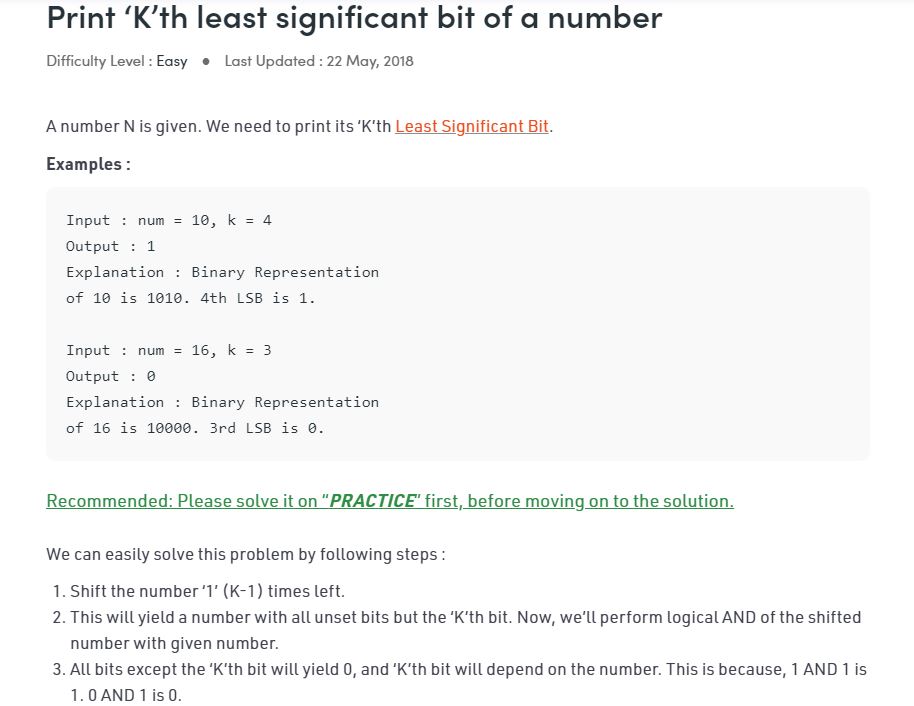 Print ‘K’th least significant bit of a number
Difficulty Level : Easy ● Last Updated : 22 May, 2018
A number N is given. We need to print its ‘K’th Least Significant Bit.
Examples :
Input : num = 10, k = 4
Output : 1
Explanation : Binary Representation
of 10 is 1010. 4th LSB is 1.
Input : num = 16, k = 3
Output : 0
Explanation : Binary Representation
of 16 is 10000. 3rd LSB is 0.
Recommended: Please solve it on “PRACTICE” first, before moving on to the solution.
We can easily solve this problem by following steps :
1. Shift the number ‘1’ (K-1) times left.
2. This will yield a number with all unset bits but the ‘K’th bit. Now, we’ll perform logical AND of the shifted
number with given number.
3. All bits except the ‘K’th bit will yield 0, and ‘K’th bit will depend on the number. This is because, 1 AND 1 is
1. 0 AND 1 is 0.